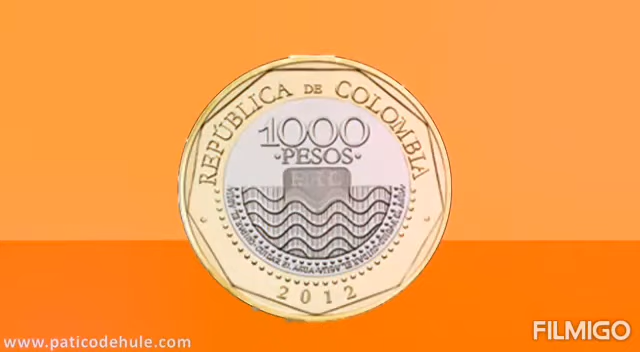 REPÚBLICA DE COLOMBIA
1000
·PESOS·
2012
www.paticodehule.com
FILMIGO